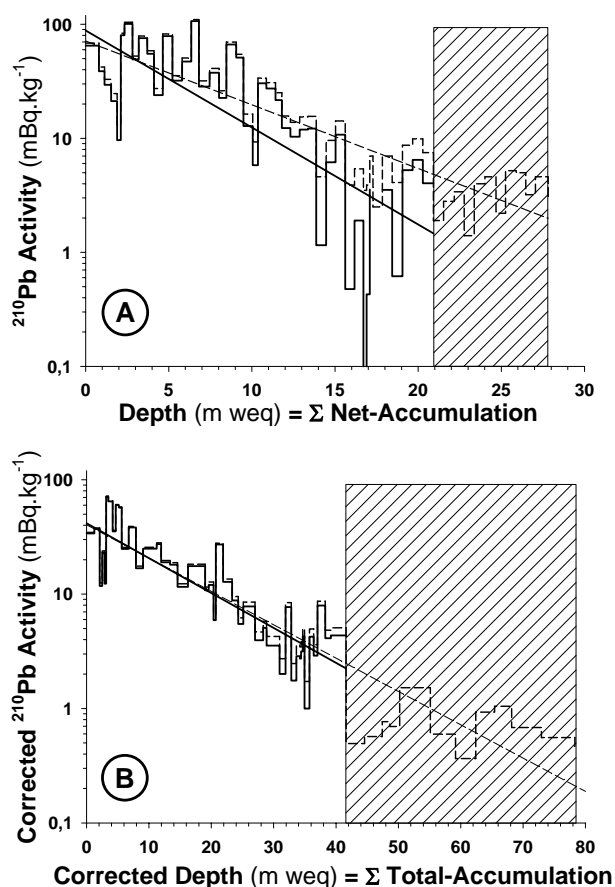 100
10
1
0,1
²¹⁰Pb Activity (mBq.kg⁻¹)
A
0 5 10 15 20 25 30
Depth (m weq) = Σ Net-Accumulation
100
10
1
0,1
Corrected ²¹⁰Pb Activity (mBq.kg⁻¹)
B
0 10 20 30 40 50 60 70 80
Corrected Depth (m weq) = Σ Total-Accumulation